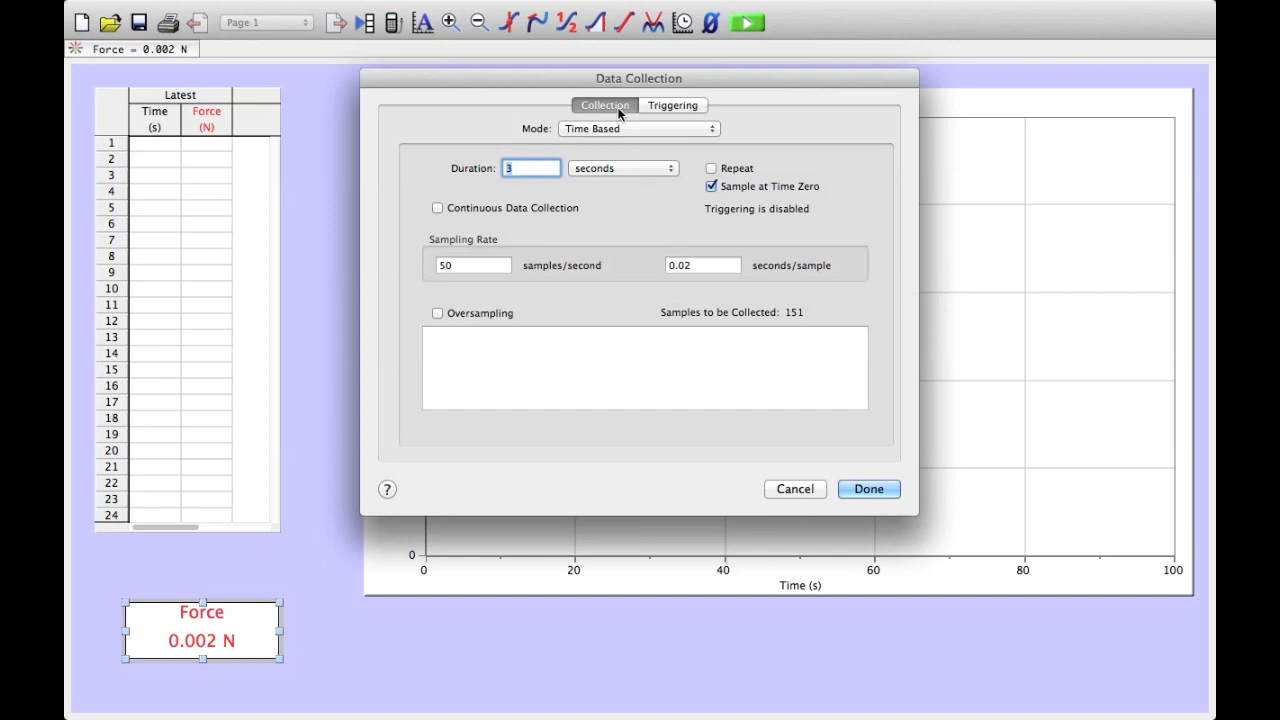 Page 1
Force = 0.002 N
Data Collection
Collection Triggering
Mode: Time Based
Duration: 3 seconds
Repeat
Sample at Time Zero
Continuous Data Collection
Triggering is disabled
Sampling Rate
50 samples/second 0.02 seconds/sample
Oversampling
Samples to be Collected: 151
?
Cancel Done
Latest
Time Force
(s) (N)
1
2
3
4
5
6
7
8
9
10
11
12
13
14
15
16
17
18
19
20
21
22
23
24
0
0 20 40 60 80 100
Time (s)
Force
0.002 N